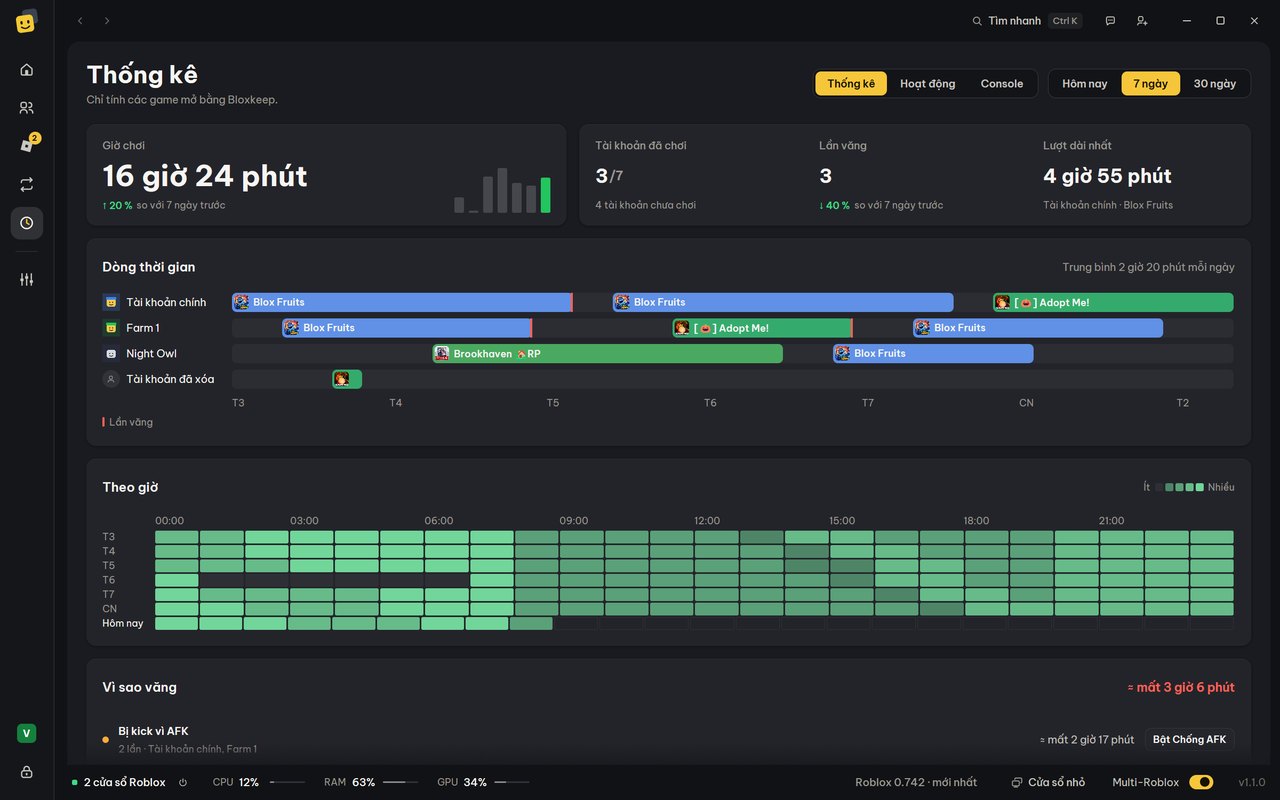 Tìm nhanh Ctrl K
Thống kê
Chỉ tính các game mở bằng Bloxkeep.
Thống kê Hoạt động Console
Hôm nay 7 ngày 30 ngày
2
Giờ chơi
16 giờ 24 phút
↑ 20 % so với 7 ngày trước
Tài khoản đã chơi
3/7
4 tài khoản chưa chơi
Lần văng
3
↓ 40 % so với 7 ngày trước
Lượt dài nhất
4 giờ 55 phút
Tài khoản chính · Blox Fruits
Dòng thời gian
Trung bình 2 giờ 20 phút mỗi ngày
Tài khoản chính Blox Fruits Blox Fruits [🎃] Adopt Me!
Farm 1 Blox Fruits [🎃] Adopt Me! Blox Fruits
Night Owl Brookhaven 🏠RP Blox Fruits
Tài khoản đã xóa
T3 T4 T5 T6 T7 CN T2
Lần văng
Theo giờ
Ít Nhiều
00:00 03:00 06:00 09:00 12:00 15:00 18:00 21:00
T3
T4
T5
T6
T7
CN
Hôm nay
Vì sao văng
≈ mất 3 giờ 6 phút
Bị kick vì AFK
2 lần · Tài khoản chính, Farm 1
≈ mất 2 giờ 17 phút
Bật Chống AFK
V
2 cửa sổ Roblox CPU 12% RAM 63% GPU 34% Roblox 0.742 · mới nhất Cửa sổ nhỏ Multi-Roblox v1.1.0